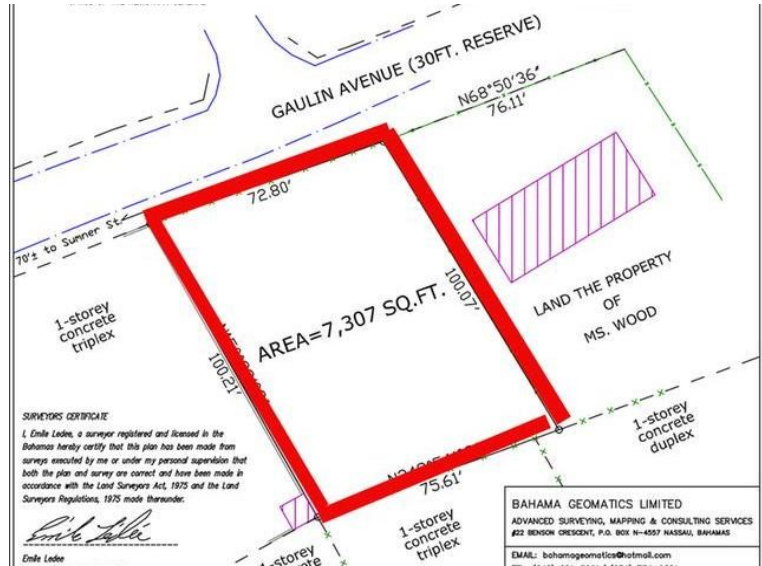 GAULIN AVENUE (30FT. RESERVE)
N68°50'36"
76.11'
72.80'
70'± to Sumner St.
1-storey
concrete
triplex
100.21'
AREA=7,307 SQ.FT.
100.07'
LAND THE PROPERTY
OF
MS. WOOD
75.61'
1-storey
concrete
duplex
1-storey
concrete
triplex
storey
concrete
SURVEYORS CERTIFICATE
I, Emile Ledee, a surveyor registered and licensed in the
Bahamas hereby certify that this plan has been made from
surveys executed by me or under my personal supervision that
both the plan and survey are correct and have been made in
accordance with the Land Surveyors Act, 1975 and the Land
Surveyors Regulations, 1975 made thereunder.
Emile Ledée
Emile Ledee
BAHAMA GEOMATICS LIMITED
ADVANCED SURVEYING, MAPPING & CONSULTING SERVICES
#22 BENSON CRESCENT, P.O. BOX N-4557 NASSAU, BAHAMAS
EMAIL: bahamageomatics@hotmail.com